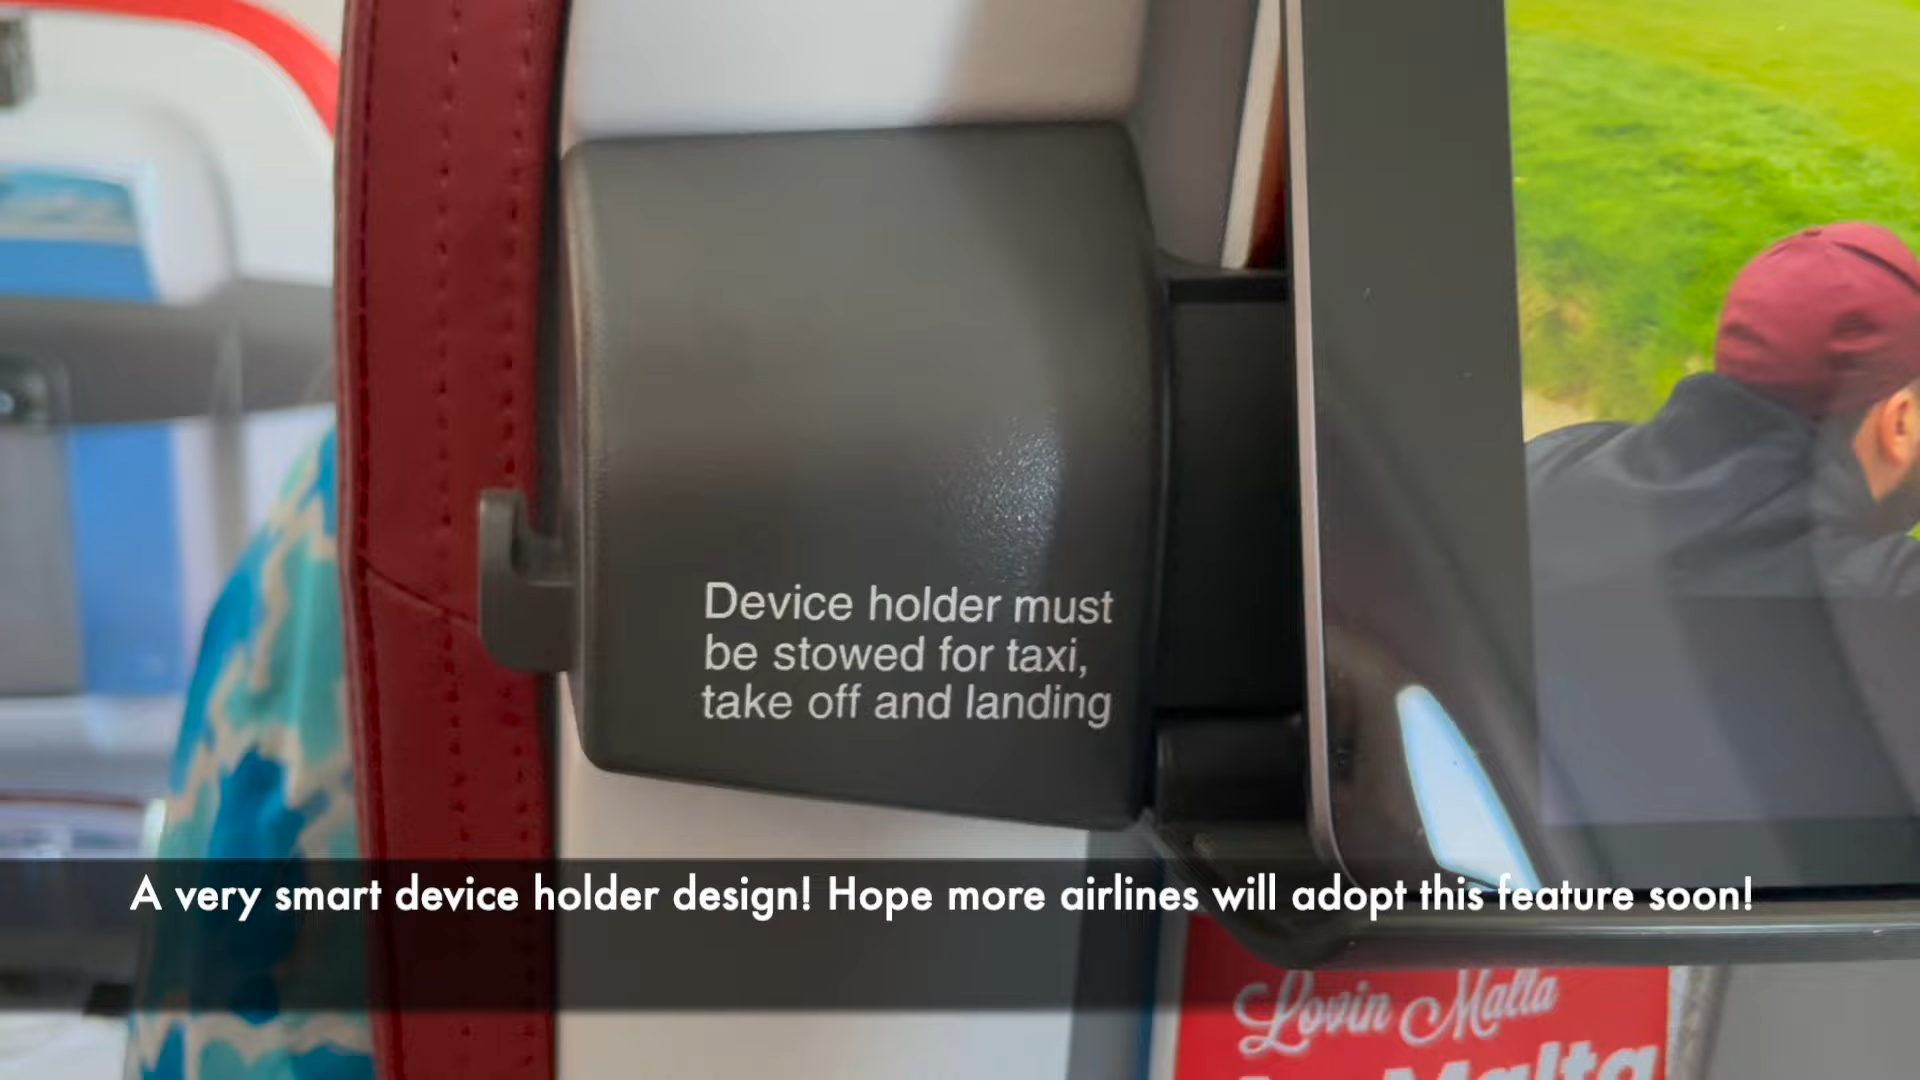 Device holder must
be stowed for taxi,
take off and landing
A very smart device holder design! Hope more airlines will adopt this feature soon!
Lovin Malta
Malta